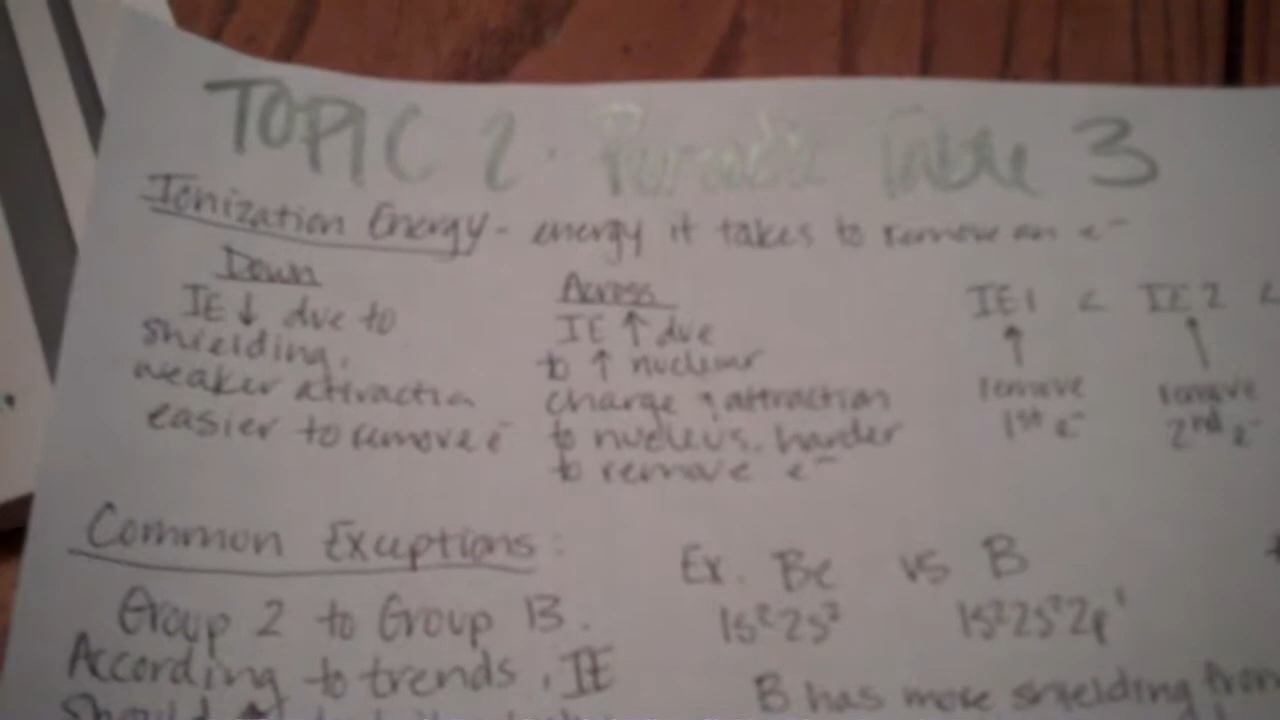 TOPIC 2. Periodic Table 3
Ionization Energy - energy it takes to remove an e⁻
Down
IE ↓ due to
shielding,
weaker attraction
easier to remove e⁻
Across
IE ↑ due
to ↑ nuclear
charge & attraction
to nucleus. harder
to remove e⁻
IE1 < IE2 <
↑ ↑
remove remove
1st e⁻ 2nd e⁻
Common Exceptions:
Group 2 to Group 13.
According to trends, IE
should
Ex. Be vs B
1s²2s² 1s²2s²2p¹
B has more shielding from